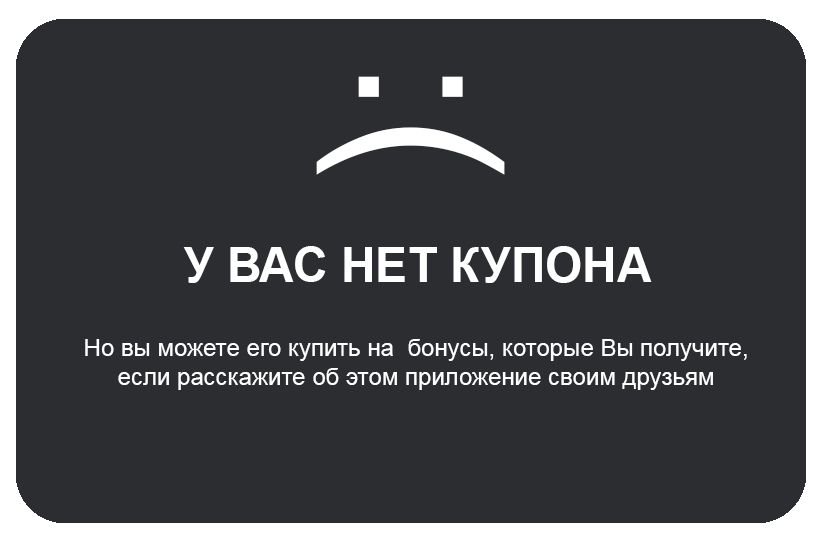 У ВАС НЕТ КУПОНА
Но вы можете его купить на  бонусы, которые Вы получите,
если расскажите об этом приложение своим друзьям